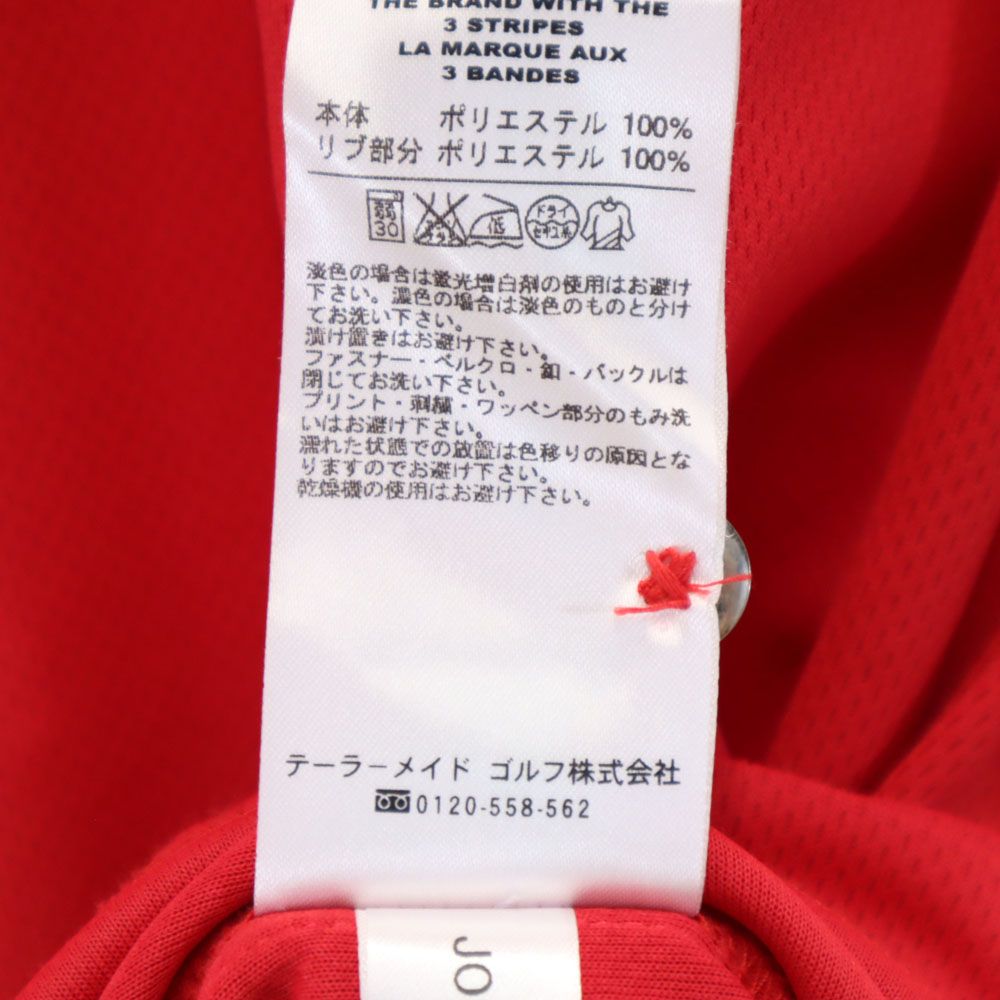 THE BRAND WITH THE
3 STRIPES
LA MARQUE AUX
3 BANDES
本体 ポリエステル 100%
リブ部分 ポリエステル 100%
弱 30 低 ドライ セキユ系
淡色の場合は蛍光増白剤の使用はお避け
下さい。濃色の場合は淡色のものと分け
てお洗い下さい。
漬け置きはお避け下さい。
ファスナー・ベルクロ・釦・バックルは
閉じてお洗い下さい。
プリント・刺繍・ワッペン部分のもみ洗
いはお避け下さい。
濡れた状態での放置は色移りの原因とな
りますのでお避け下さい。
乾燥機の使用はお避け下さい。
テーラーメイド ゴルフ株式会社
0120-558-562
JO